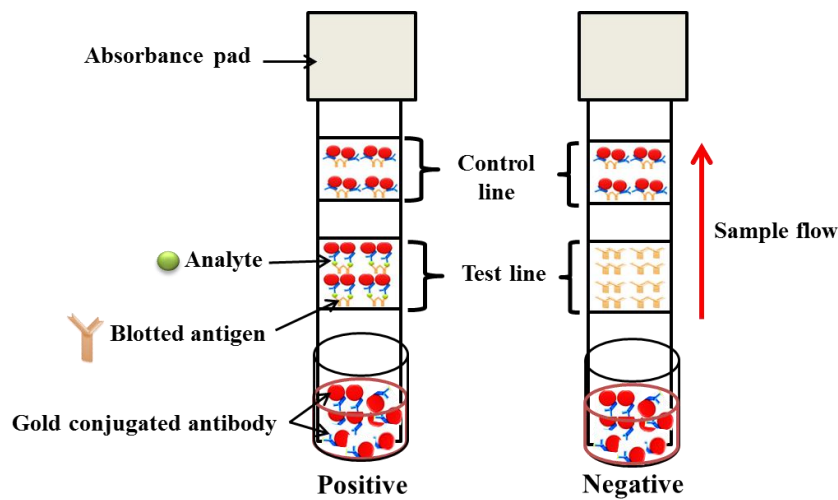 Absorbance pad
Control
line
Sample flow
Analyte
Test line
Blotted antigen
Gold conjugated antibody
Positive
Negative